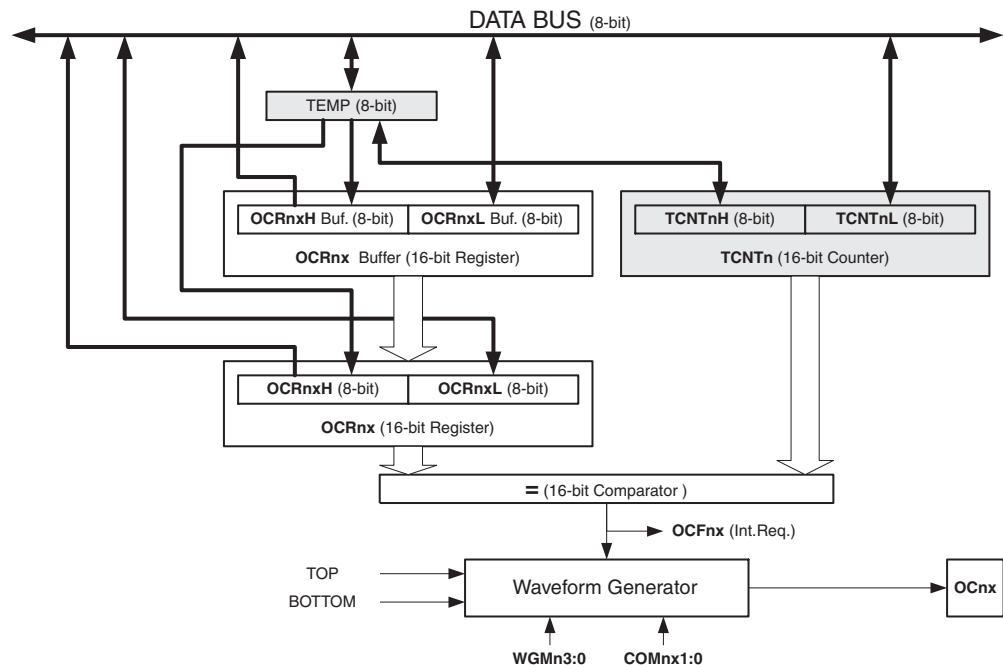 DATA BUS (8-bit)
TEMP (8-bit)
OCRnxH Buf. (8-bit) OCRnxL Buf. (8-bit)
OCRnx Buffer (16-bit Register)
TCNTnH (8-bit) TCNTnL (8-bit)
TCNTn (16-bit Counter)
OCRnxH (8-bit) OCRnxL (8-bit)
OCRnx (16-bit Register)
= (16-bit Comparator )
OCFnx (Int.Req.)
TOP
BOTTOM
Waveform Generator
OCnx
WGMn3:0 COMnx1:0